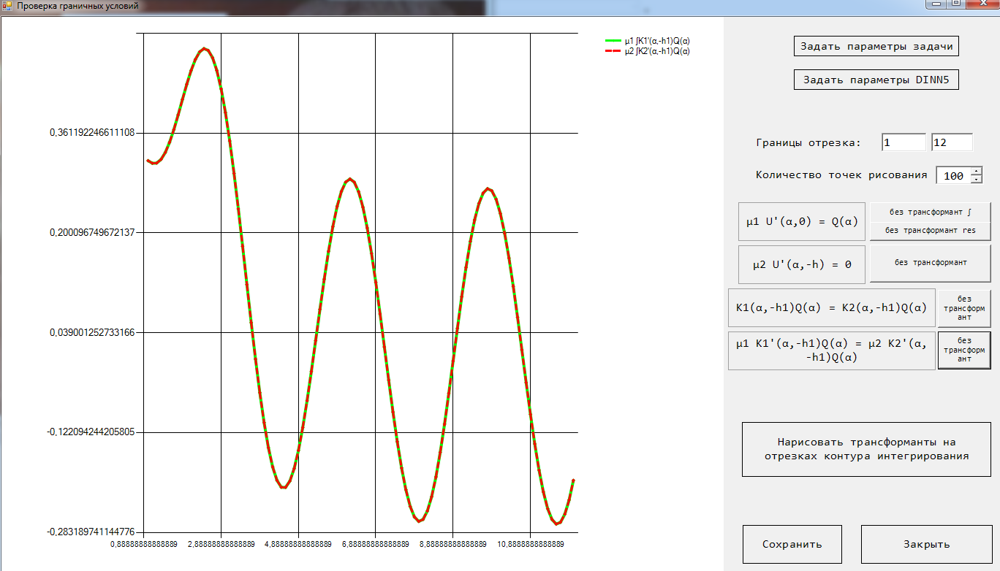 Проверка граничных условий
μ1 ∫K1'(α,-h1)Q(α)
μ2 ∫K2'(α,-h1)Q(α)
0,361192246611108
0,200096749672137
0,039001252733166
-0,122094244205805
-0,283189741144776
0,88888888888889
2,88888888888889
4,88888888888889
6,88888888888889
8,88888888888889
10,8888888888889
Задать параметры задачи
Задать параметры DINN5
Границы отрезка: 1 12
Количество точек рисования 100
μ1 U'(α,0) = Q(α)
без трансформант ∫
без трансформант res
μ2 U'(α,-h) = 0
без трансформант
K1(α,-h1)Q(α) = K2(α,-h1)Q(α)
без
трансформ
ант
μ1 K1'(α,-h1)Q(α) = μ2 K2'(α,
-h1)Q(α)
без
трансформ
ант
Нарисовать трансформанты на
отрезках контура интегрирования
Сохранить
Закрыть